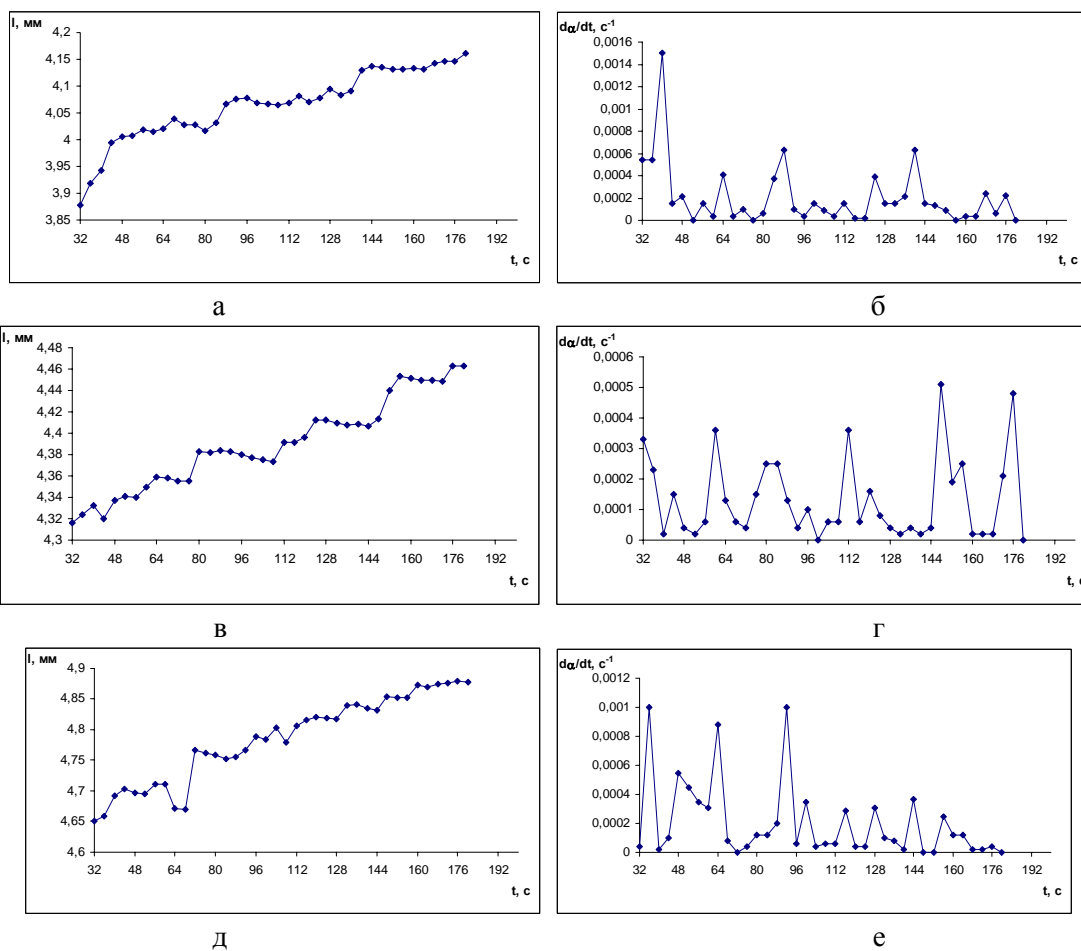 l, мм
4,2
4,15
4,1
4,05
4
3,95
3,9
3,85
32 48 64 80 96 112 128 144 160 176 192
t, с
а
dα/dt, с-1
0,0016
0,0014
0,0012
0,001
0,0008
0,0006
0,0004
0,0002
0
32 48 64 80 96 112 128 144 160 176 192
t, с
б
l, мм
4,48
4,46
4,44
4,42
4,4
4,38
4,36
4,34
4,32
4,3
32 48 64 80 96 112 128 144 160 176 192
t, с
в
dα/dt, с-1
0,0006
0,0005
0,0004
0,0003
0,0002
0,0001
0
32 48 64 80 96 112 128 144 160 176 192
t, с
г
l, мм
4,9
4,85
4,8
4,75
4,7
4,65
4,6
32 48 64 80 96 112 128 144 160 176 192
t, с
д
dα/dt, с-1
0,0012
0,001
0,0008
0,0006
0,0004
0,0002
0
32 48 64 80 96 112 128 144 160 176 192
t, с
е